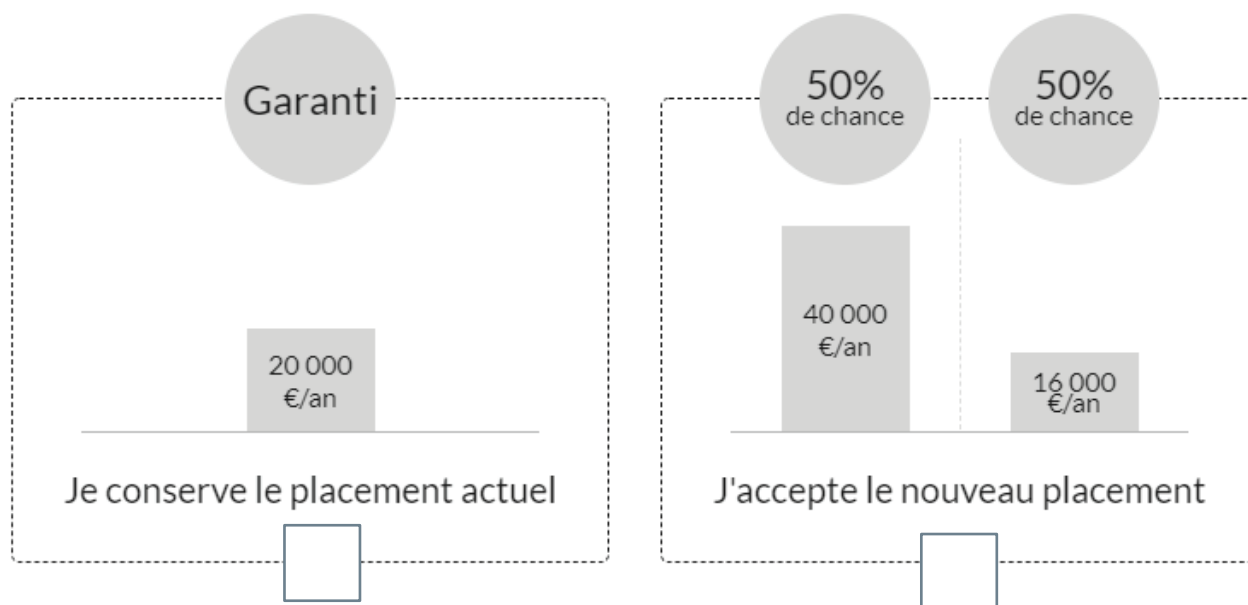 Garanti
20 000
€/an
Je conserve le placement actuel
50%
de chance
50%
de chance
40 000
€/an
16 000
€/an
J'accepte le nouveau placement